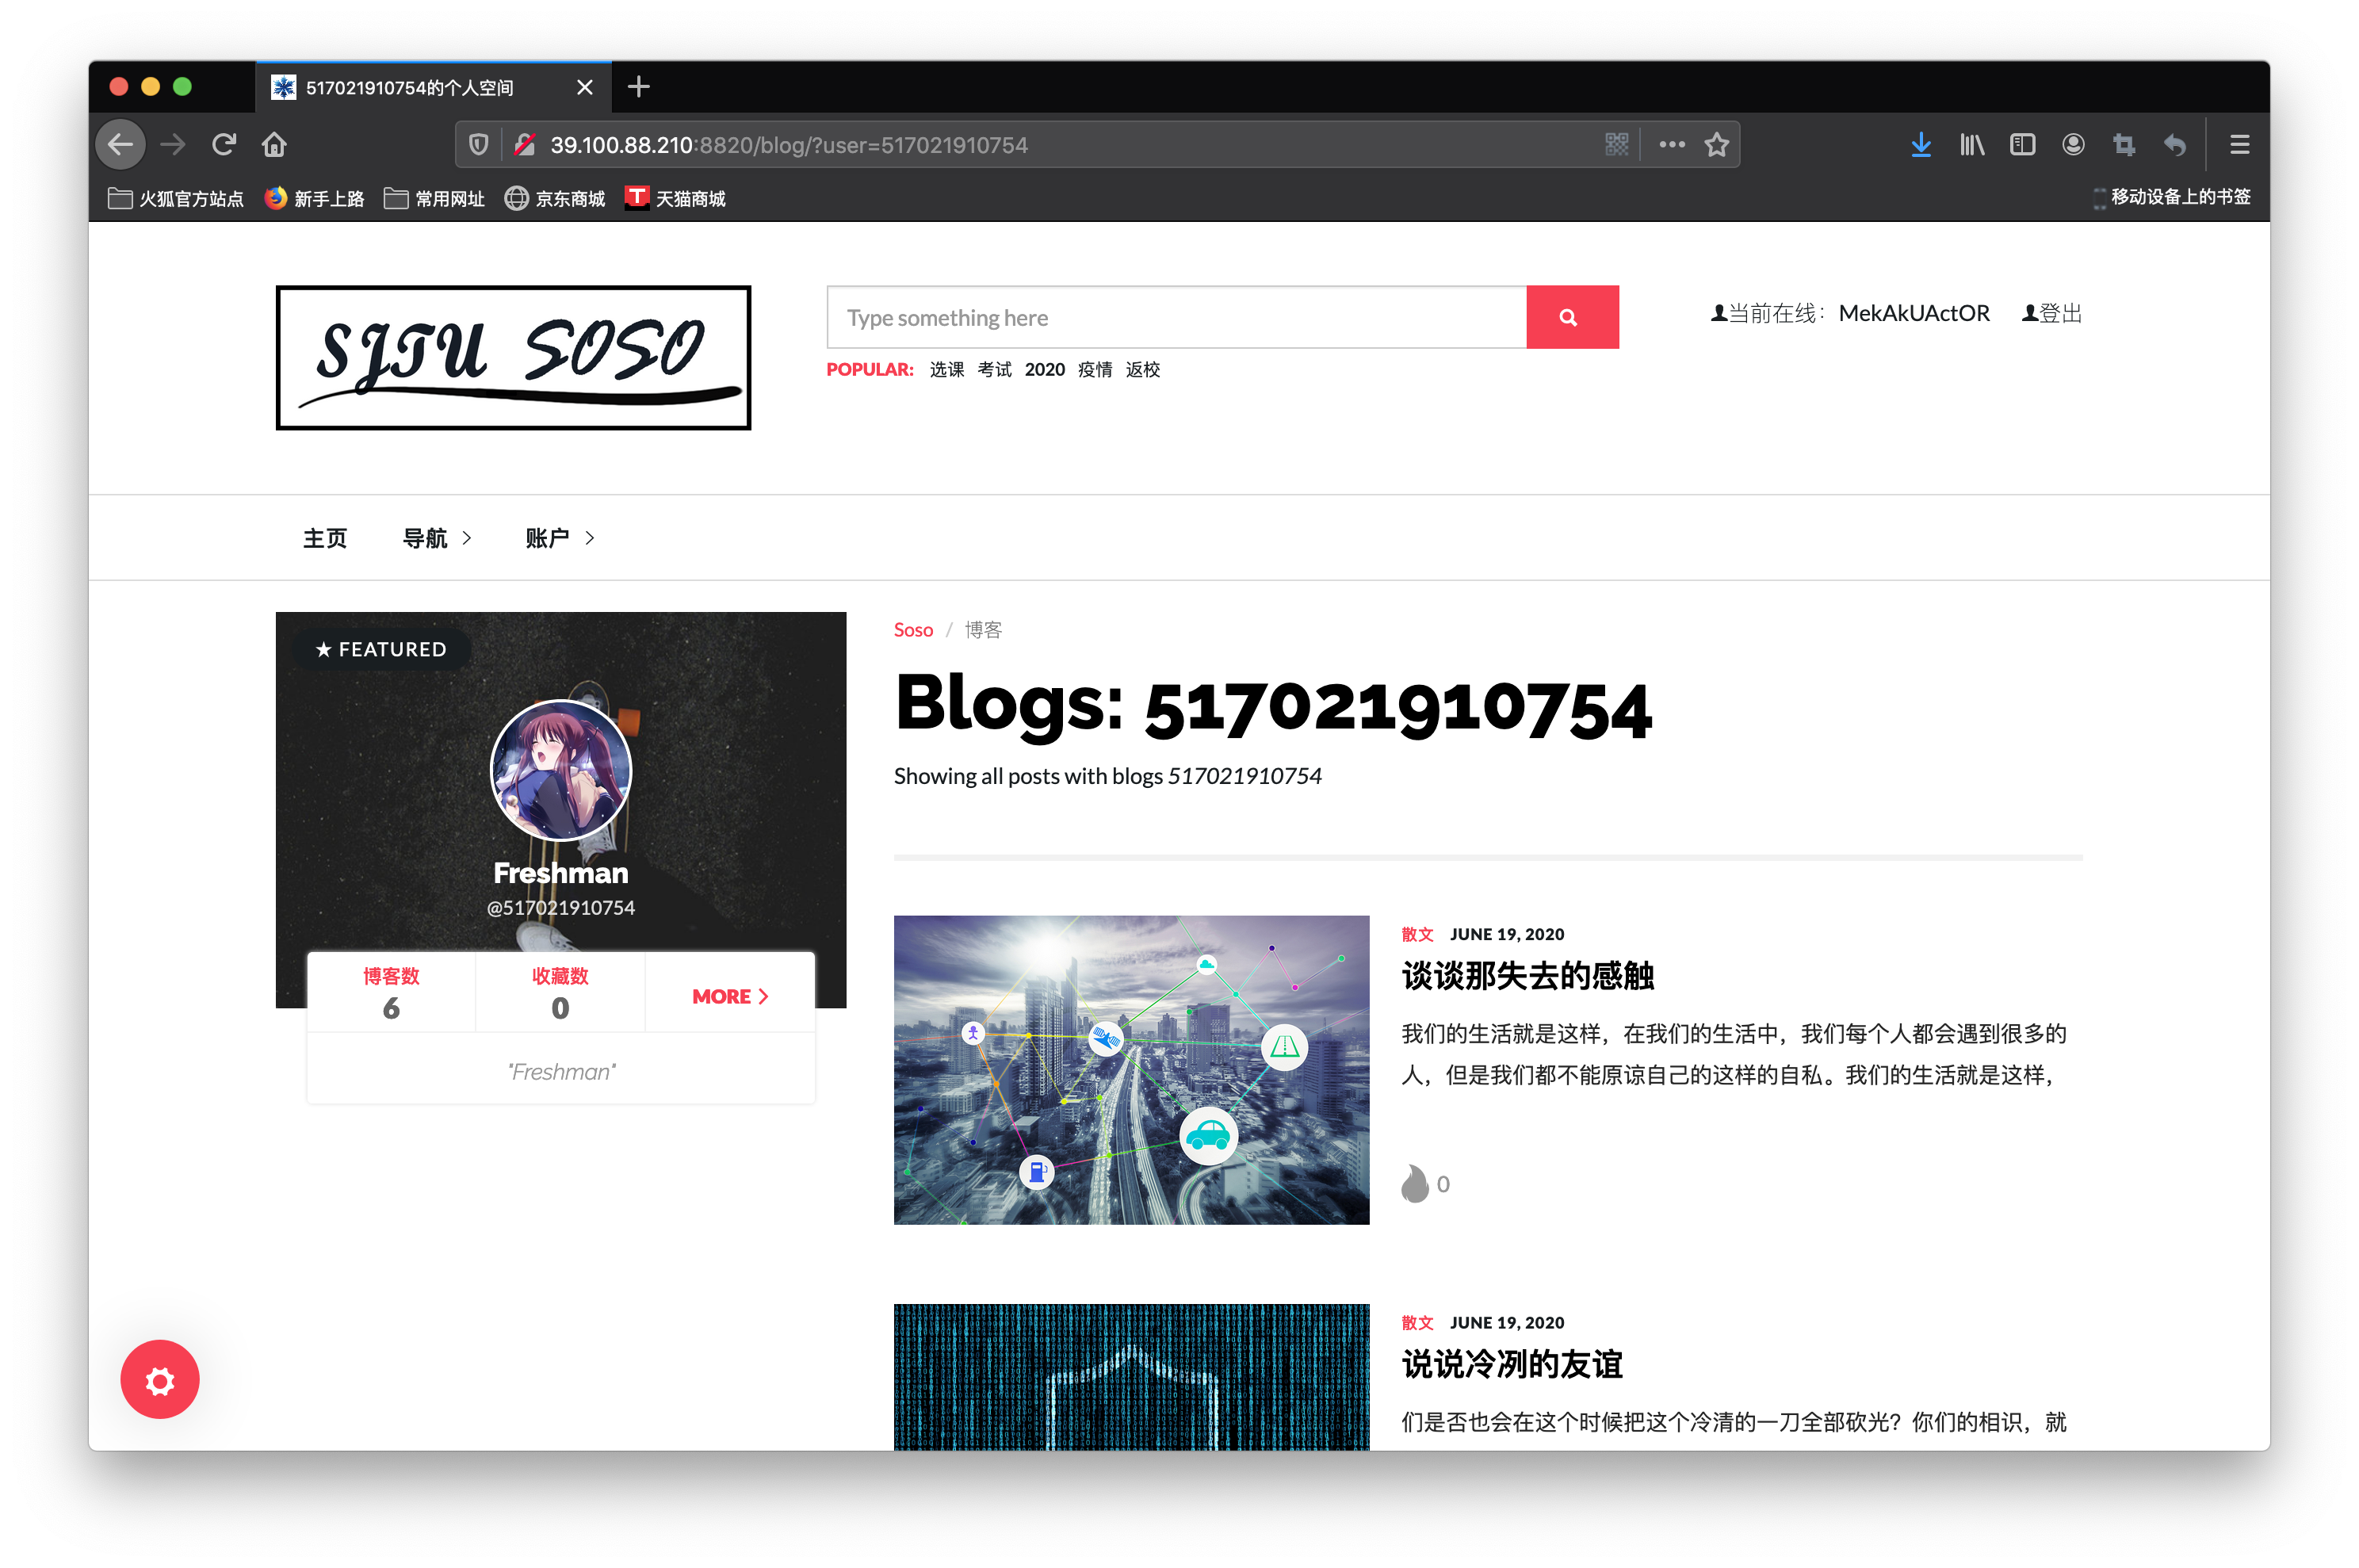 517021910754的个人空间
39.100.88.210:8820/blog/?user=517021910754
火狐官方站点 新手上路 常用网址 京东商城 T 天猫商城 移动设备上的书签
SJTU SOSO
Type something here
当前在线： MekAkUActOR 登出
POPULAR: 选课 考试 2020 疫情 返校
主页 导航 账户
★ FEATURED
Freshman
@517021910754
博客数
6
收藏数
0
MORE
"Freshman"
Soso / 博客
Blogs: 517021910754
Showing all posts with blogs 517021910754
散文 JUNE 19, 2020
谈谈那失去的感触
我们的生活就是这样，在我们的生活中，我们每个人都会遇到很多的
人，但是我们都不能原谅自己的这样的自私。我们的生活就是这样，
0
散文 JUNE 19, 2020
说说冷冽的友谊
们是否也会在这个时候把这个冷清的一刀全部砍光？你们的相识，就